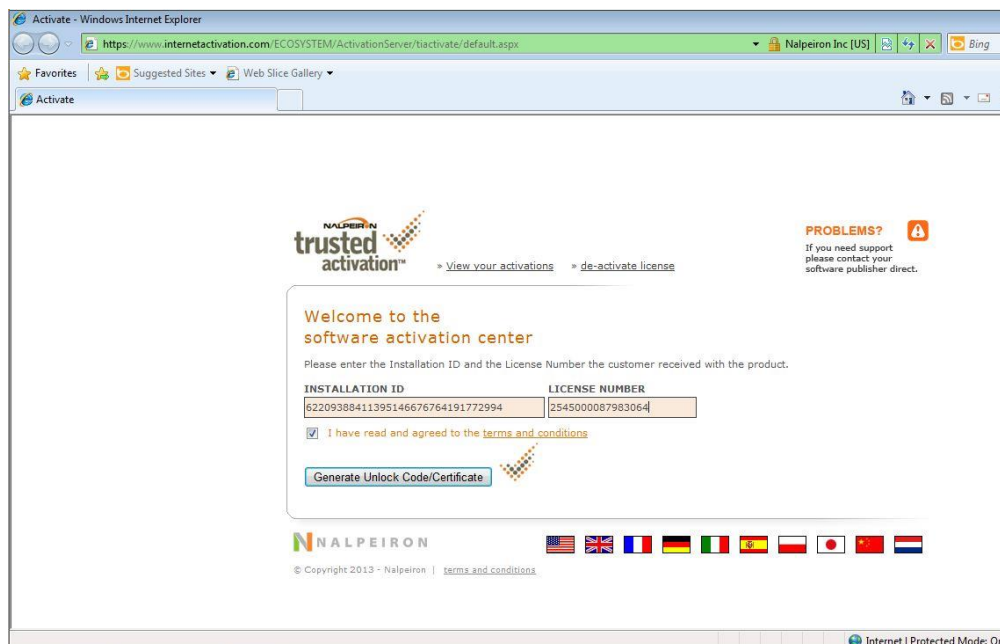 Activate - Windows Internet Explorer
https://www.internetactivation.com/ECOSYSTEM/ActivationServer/tiactivate/default.aspx
Nalpeiron Inc [US]
Bing
Favorites
Suggested Sites
Web Slice Gallery
Activate
NALPEIRON
trusted
activation™
» View your activations
» de-activate license
PROBLEMS?
If you need support
please contact your
software publisher direct.
Welcome to the
software activation center
Please enter the Installation ID and the License Number the customer received with the product.
INSTALLATION ID
LICENSE NUMBER
622093884113951466767641917729​94
2545000087983064
I have read and agreed to the terms and conditions
Generate Unlock Code/Certificate
NALPEIRON
© Copyright 2013 - Nalpeiron | terms and conditions
Internet | Protected Mode: On